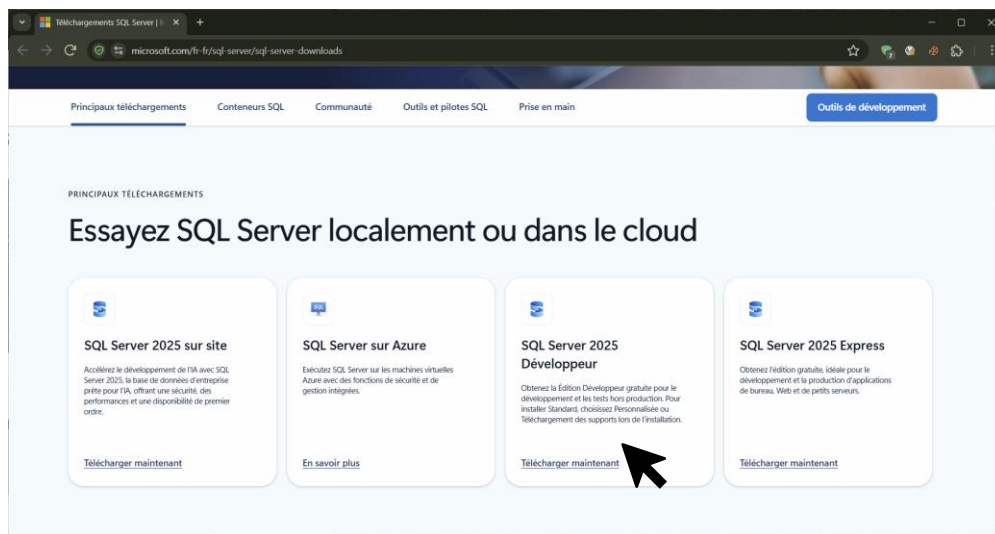 Téléchargements SQL Server |
microsoft.com/fr-fr/sql-server/sql-server-downloads
Principaux téléchargements
Conteneurs SQL
Communauté
Outils et pilotes SQL
Prise en main
Outils de développement
PRINCIPAUX TÉLÉCHARGEMENTS
Essayez SQL Server localement ou dans le cloud
SQL Server 2025 sur site
Accélérez le développement de l'IA avec SQL
Server 2025, la base de données d'entreprise
prête pour l'IA, offrant une sécurité, des
performances et une disponibilité de premier
ordre.
Télécharger maintenant
SQL
SQL Server sur Azure
Exécutez SQL Server sur les machines virtuelles
Azure avec des fonctions de sécurité et de
gestion intégrées.
En savoir plus
SQL Server 2025
Développeur
Obtenez la Édition Développeur gratuite pour le
développement et les tests hors production. Pour
installer Standard, choisissez Personnalisée ou
Téléchargement des supports lors de l'installation.
Télécharger maintenant
SQL Server 2025 Express
Obtenez l'édition gratuite, idéale pour le
développement et la production d'applications
de bureau, Web et de petits serveurs.
Télécharger maintenant